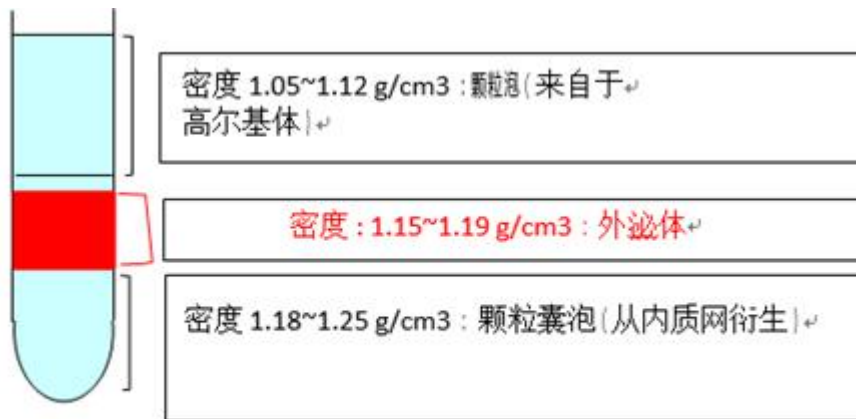 密度 1.05~1.12 g/cm3 : 颗粒泡(来自于↵
高尔基体)↵
密度 : 1.15~1.19 g/cm3 : 外泌体↵
密度 1.18~1.25 g/cm3 : 颗粒囊泡(从内质网衍生)↵